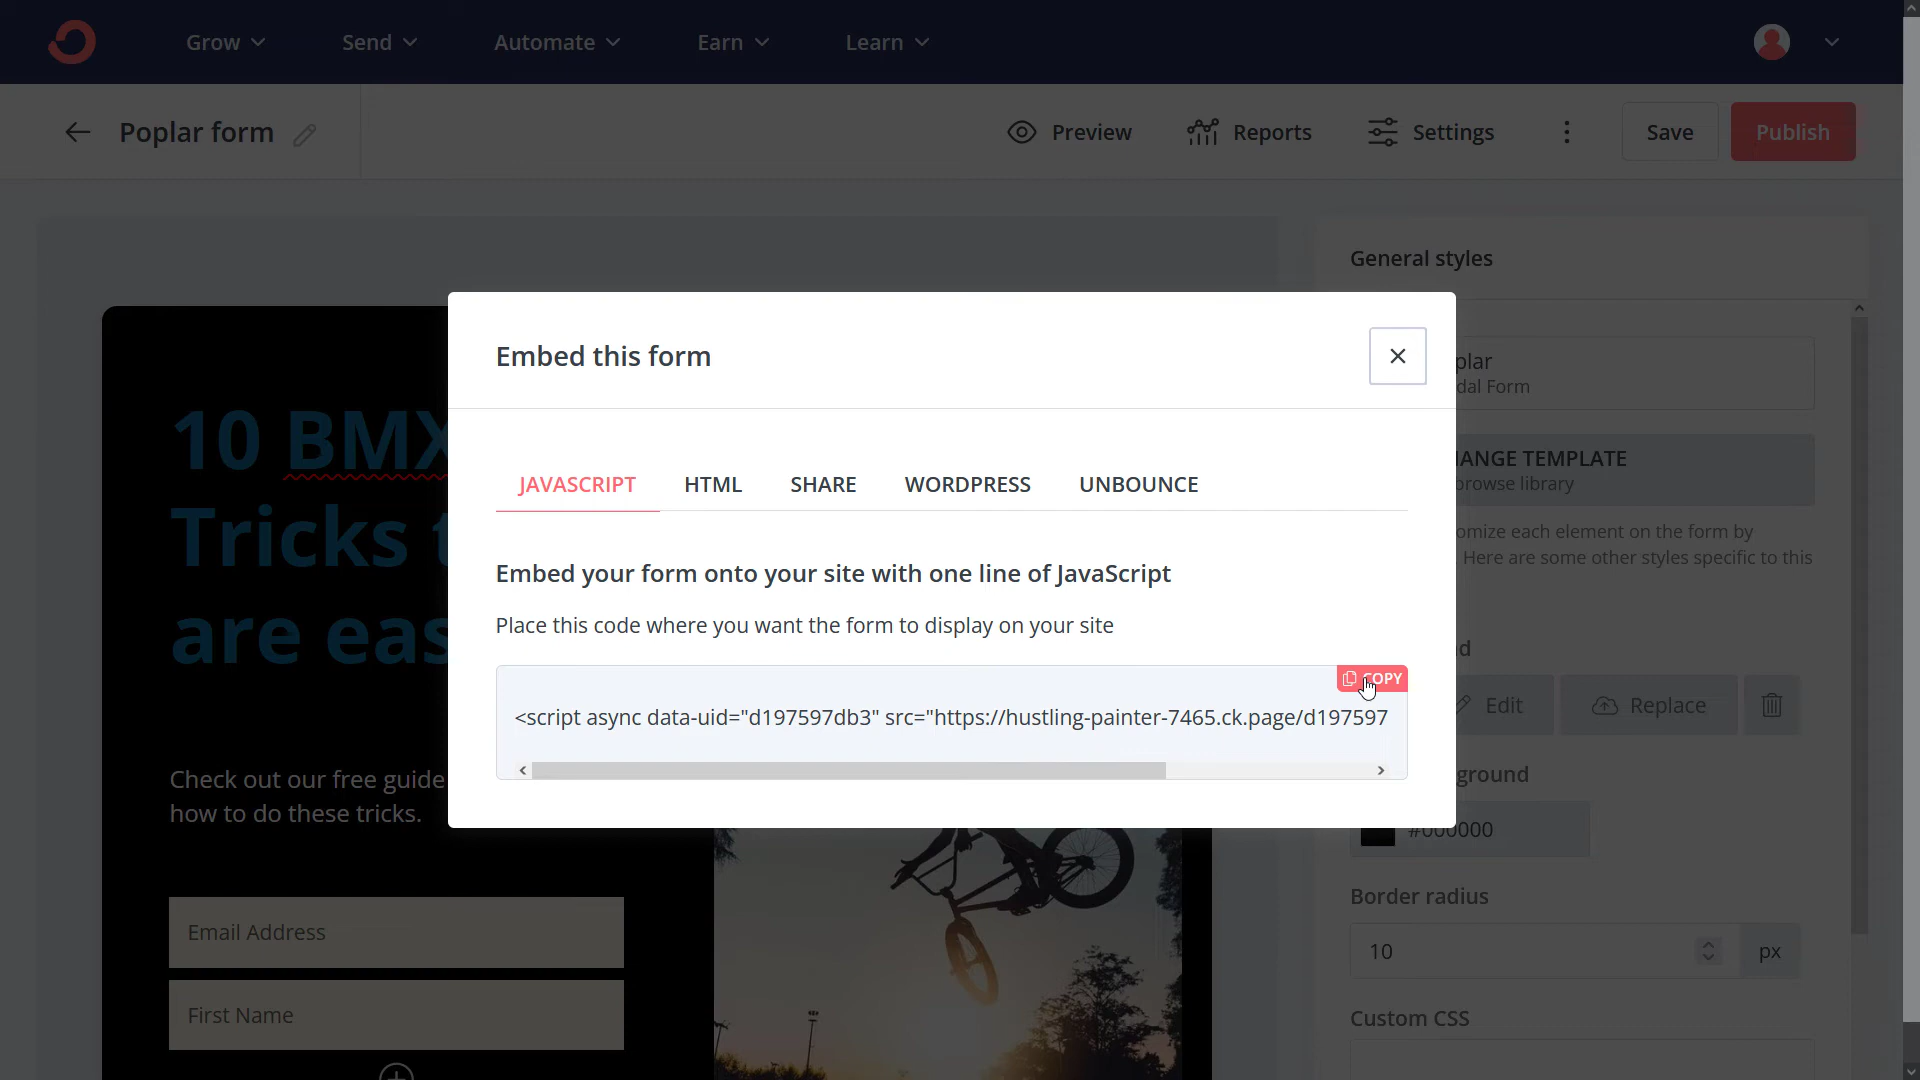 Grow Send Automate Earn Learn
Poplar form Preview Reports Settings Save Publish
General styles
Embed this form
plar
dal Form
10 BMX
ANGE TEMPLATE
JAVASCRIPT HTML SHARE WORDPRESS UNBOUNCE
browse library
Tricks t
omize each element on the form by
Here are some other styles specific to this
Embed your form onto your site with one line of JavaScript
are eas
Place this code where you want the form to display on your site
nd
COPY
Edit Replace
<script async data-uid="d197597db3" src="https://hustling-painter-7465.ck.page/d197597
Check out our free guide
how to do these tricks.
ground
#000000
Border radius
Email Address
10 px
First Name
Custom CSS